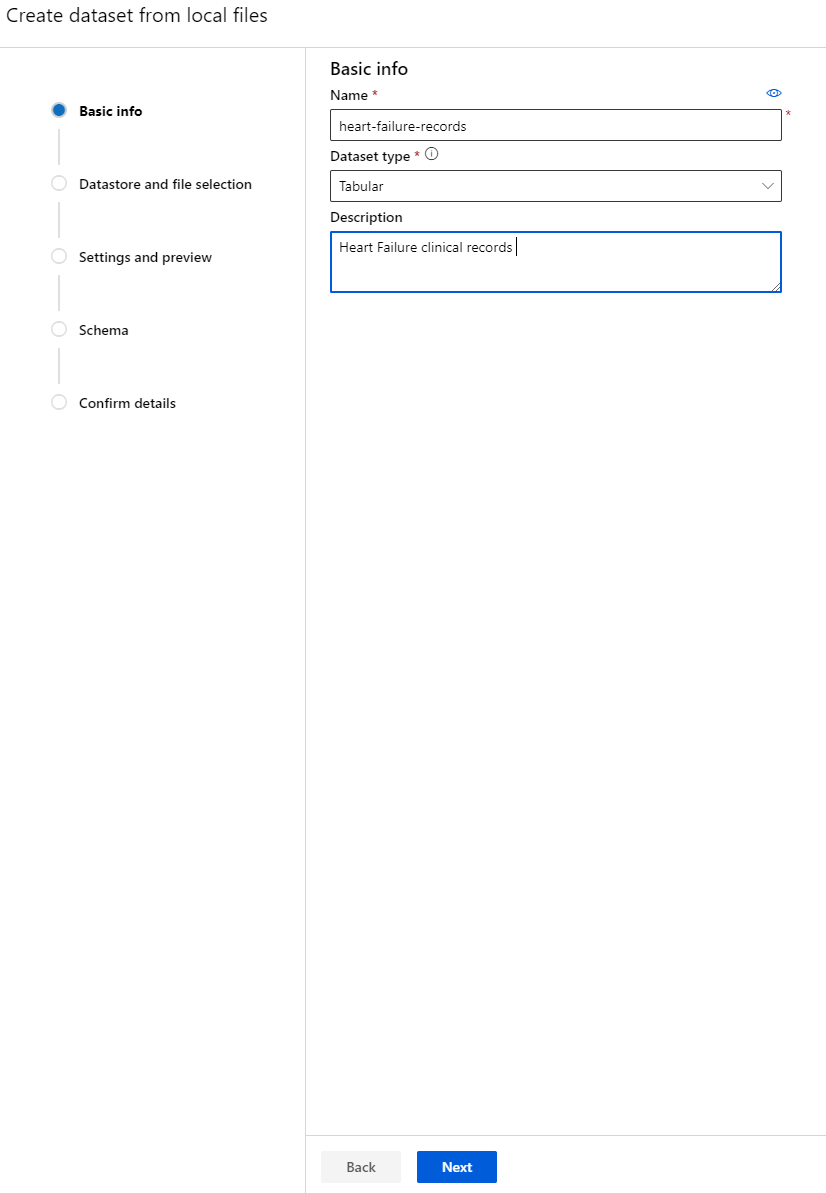 Create dataset from local files
Basic info
Datastore and file selection
Settings and preview
Schema
Confirm details
Basic info
Name *
heart-failure-records
*
Dataset type *
Tabular
Description
Heart Failure clinical records
Back
Next